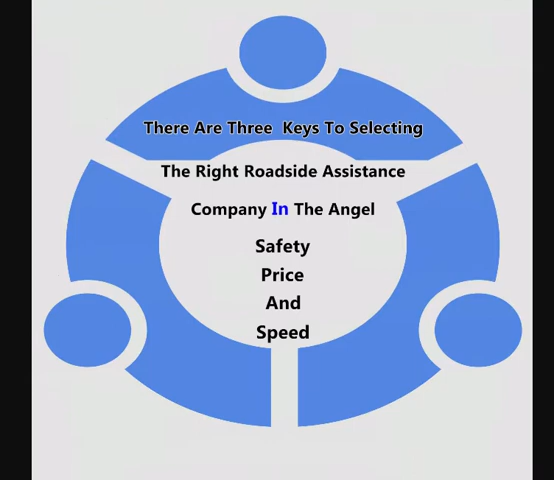 There Are Three Keys To Selecting
The Right Roadside Assistance
Company In The Angel
Safety
Price
And
Speed